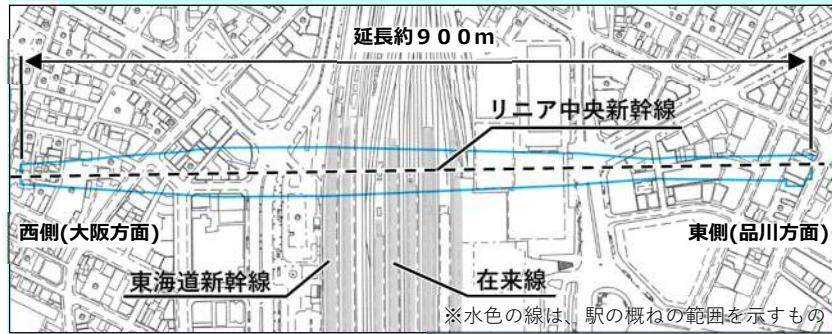 延長約９００ｍ
リニア中央新幹線
西側(大阪方面)
東側(品川方面)
東海道新幹線
在来線
※水色の線は、駅の概ねの範囲を示すもの